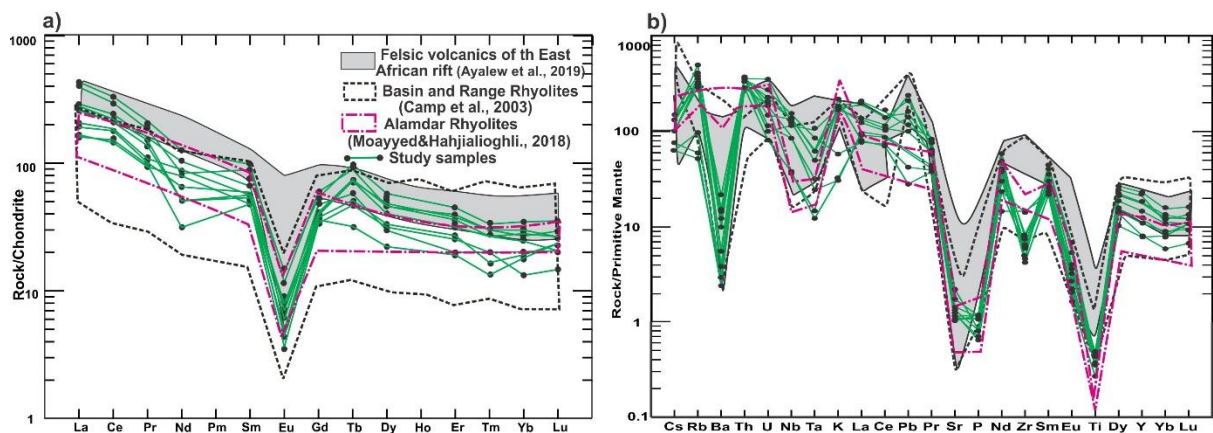 a)
1000
100
10
1
Rock/Chondrite
Felsic volcanics of th East
African rift (Ayalew et al., 2019)
Basin and Range Rhyolites
(Camp et al., 2003)
Alamdar Rhyolites
(Moayyed&Hahjialioghli., 2018)
Study samples
La Ce Pr Nd Pm Sm Eu Gd Tb Dy Ho Er Tm Yb Lu
b)
1000
100
10
1
0.1
Rock/Primitive Mantle
Cs Rb Ba Th U Nb Ta K La Ce Pb Pr Sr P Nd Zr Sm Eu Ti Dy Y Yb Lu